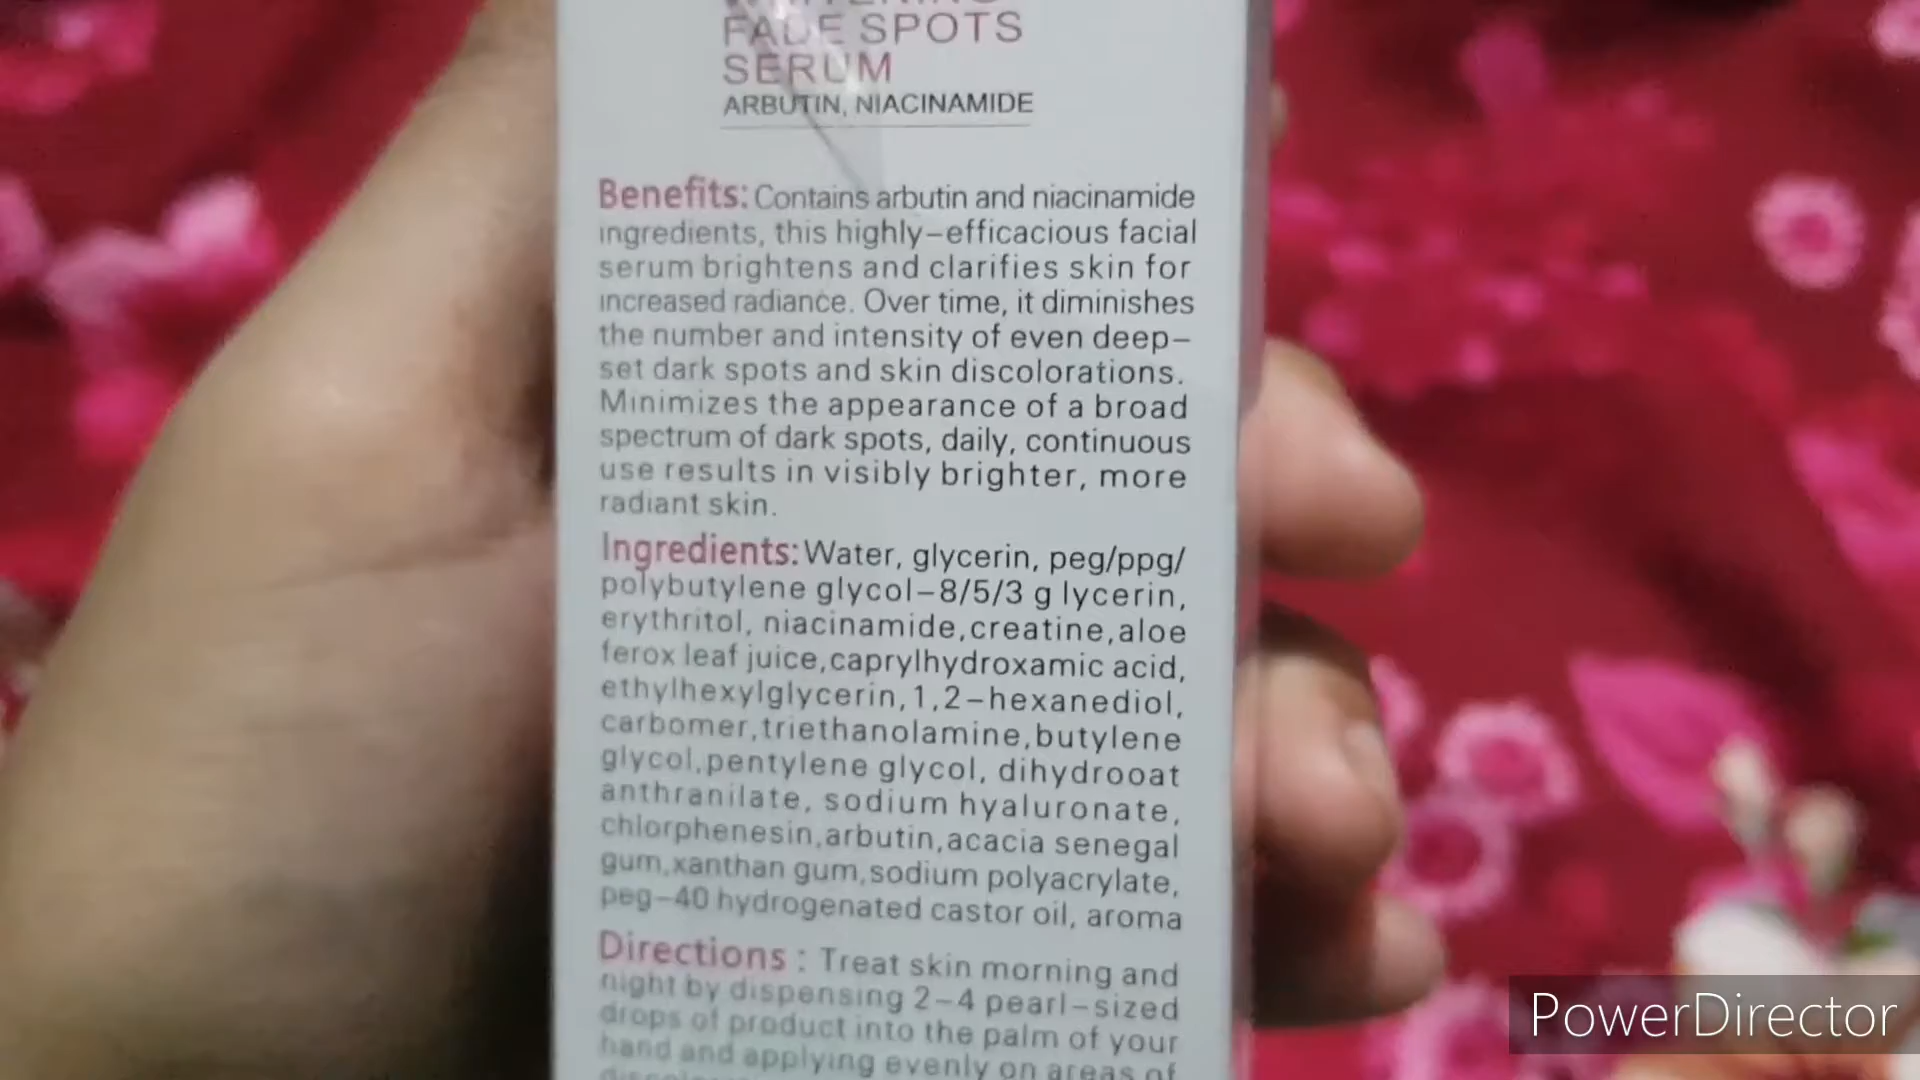 WHITENING
FADE SPOTS
SERUM
ARBUTIN, NIACINAMIDE
Benefits: Contains arbutin and niacinamide
ingredients, this highly-efficacious facial
serum brightens and clarifies skin for
increased radiance. Over time, it diminishes
the number and intensity of even deep-
set dark spots and skin discolorations.
Minimizes the appearance of a broad
spectrum of dark spots, daily, continuous
use results in visibly brighter, more
radiant skin.
Ingredients: Water, glycerin, peg/ppg/
polybutylene glycol-8/5/3 g lycerin,
erythritol, niacinamide,creatine,aloe
ferox leaf juice,caprylhydroxamic acid,
ethylhexylglycerin,1,2-hexanediol,
carbomer,triethanolamine,butylene
glycol,pentylene glycol, dihydrooat
anthranilate, sodium hyaluronate,
chlorphenesin,arbutin,acacia senegal
gum,xanthan gum,sodium polyacrylate,
peg-40 hydrogenated castor oil, aroma
Directions : Treat skin morning and
night by dispensing 2-4 pearl-sized
drops of product into the palm of your
hand and applying evenly on areas of
PowerDirector